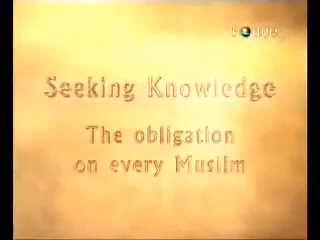 Seeking Knowledge
The obligation
on every Muslim